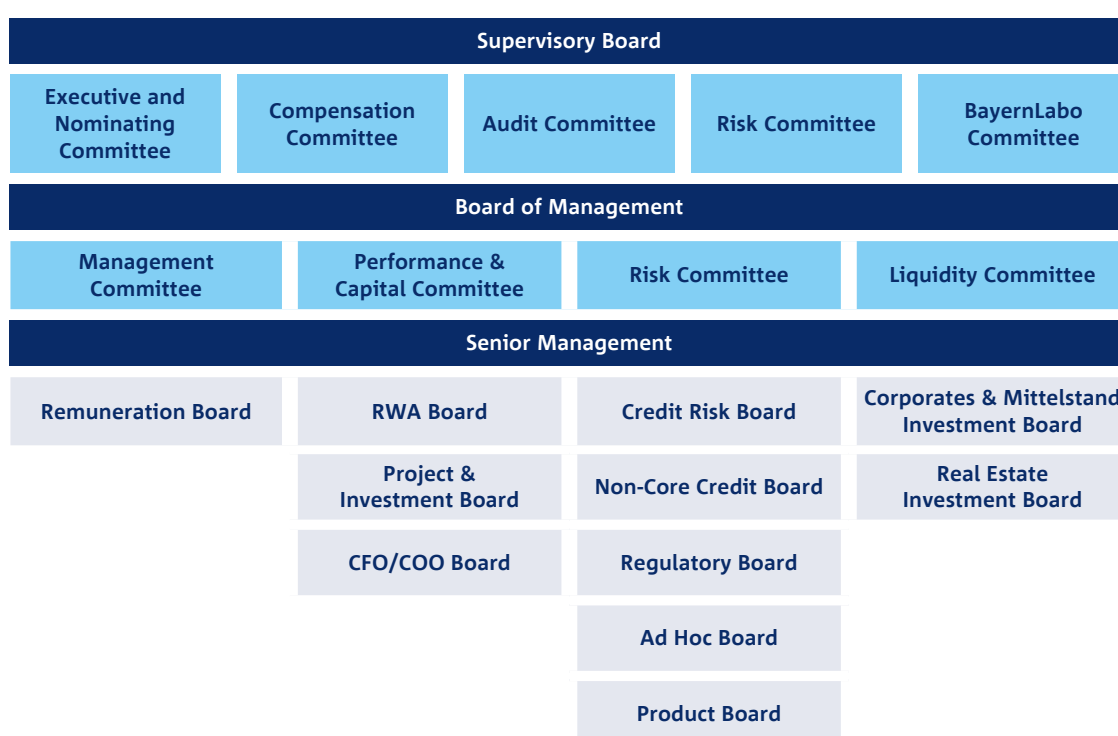 Supervisory Board
Executive and
Nominating
Committee
Compensation
Committee
Audit Committee
Risk Committee
BayernLabo
Committee
Board of Management
Management
Committee
Performance &
Capital Committee
Risk Committee
Liquidity Committee
Senior Management
Remuneration Board
RWA Board
Credit Risk Board
Corporates & Mittelstand
Investment Board
Project &
Investment Board
Non-Core Credit Board
Real Estate
Investment Board
CFO/COO Board
Regulatory Board
Ad Hoc Board
Product Board